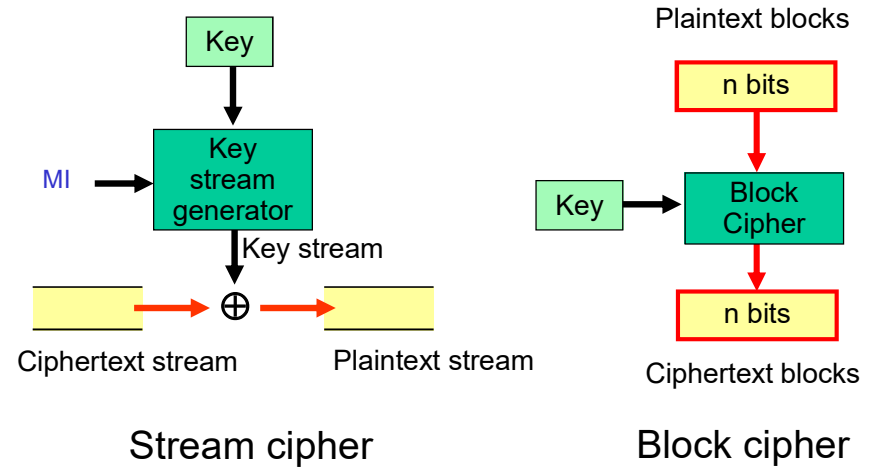 Key
MI
Key
stream
generator
Key stream
Ciphertext stream
Plaintext stream
Stream cipher
Plaintext blocks
n bits
Key
Block
Cipher
n bits
Ciphertext blocks
Block cipher